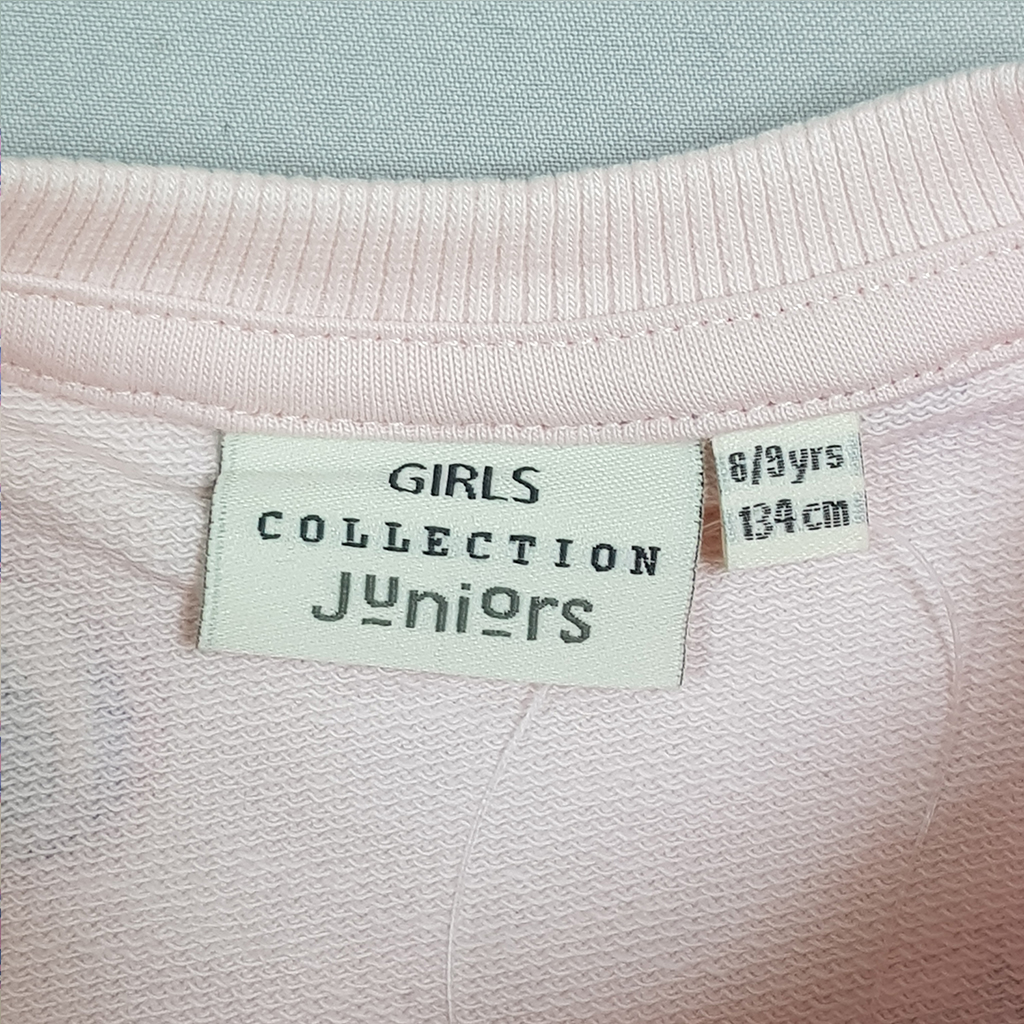 GIRLS
COLLECTION
Juniors
8/9yrs
134cm